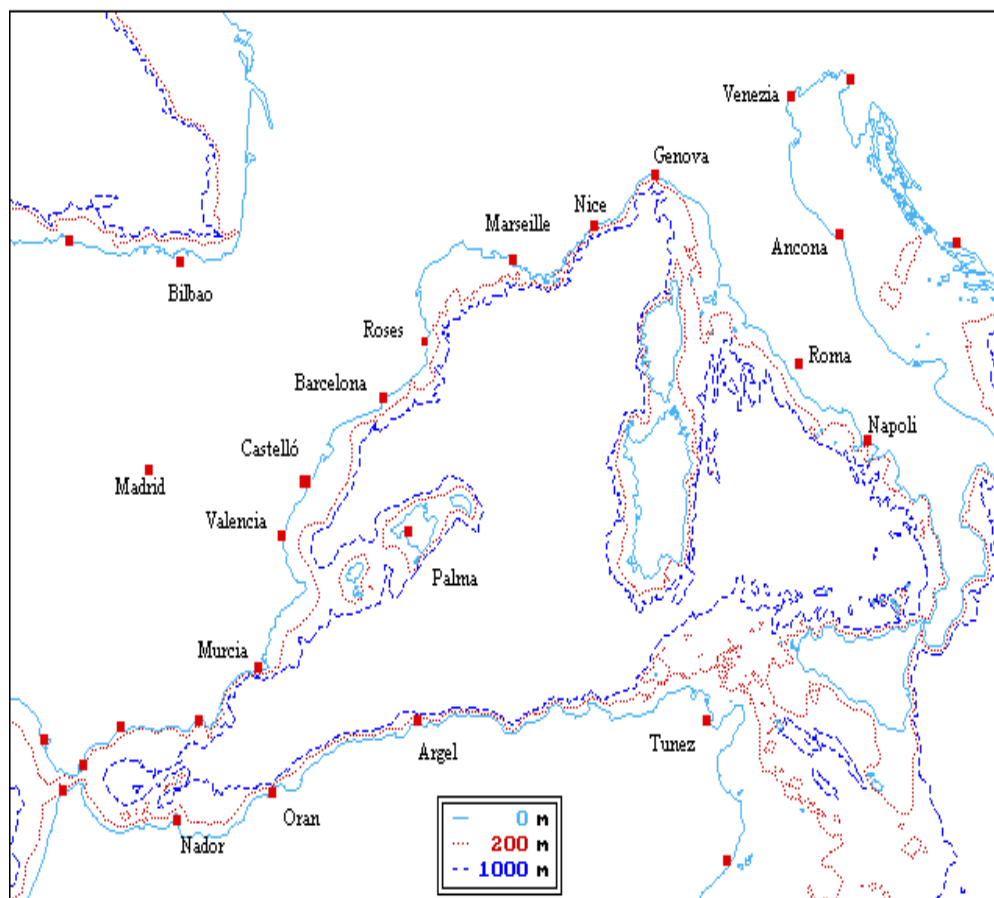 Venezia
Genova
Nice
Marseille
Ancona
Bilbao
Roses
Roma
Barcelona
Napoli
Castelló
Madrid
Valencia
Palma
Murcia
Argel
Tunez
Oran
Nador
0 m
200 m
1000 m